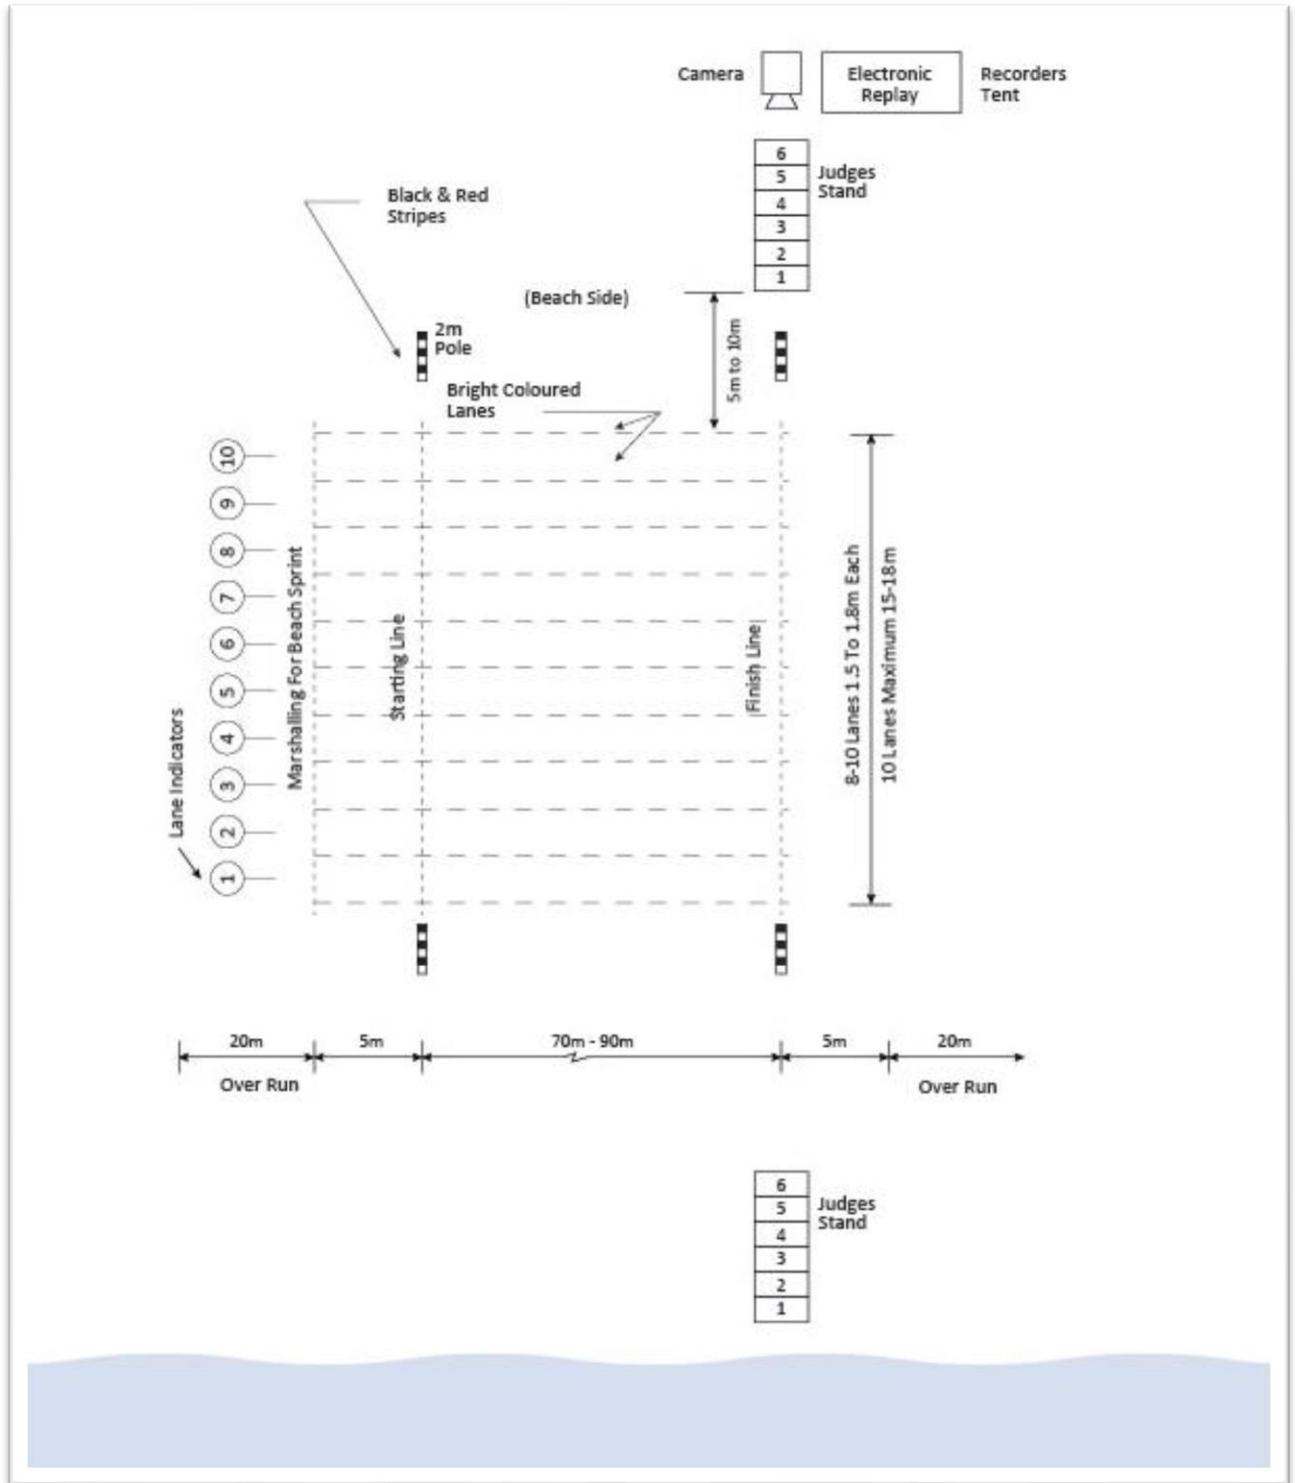 Camera
Electronic
Replay
Recorders
Tent
6
5
4
3
2
1
Judges
Stand
Black & Red
Stripes
(Beach Side)
2m
Pole
5m to 10m
Bright Coloured
Lanes
10
9
8
7
6
5
4
3
2
1
Lane Indicators
Marshalling For Beach Sprint
Starting Line
Finish Line
8-10 Lanes 1.5 To 1.8m Each
10 Lanes Maximum 15-18m
20m
5m
70m - 90m
5m
20m
Over Run
Over Run
6
5
4
3
2
1
Judges
Stand